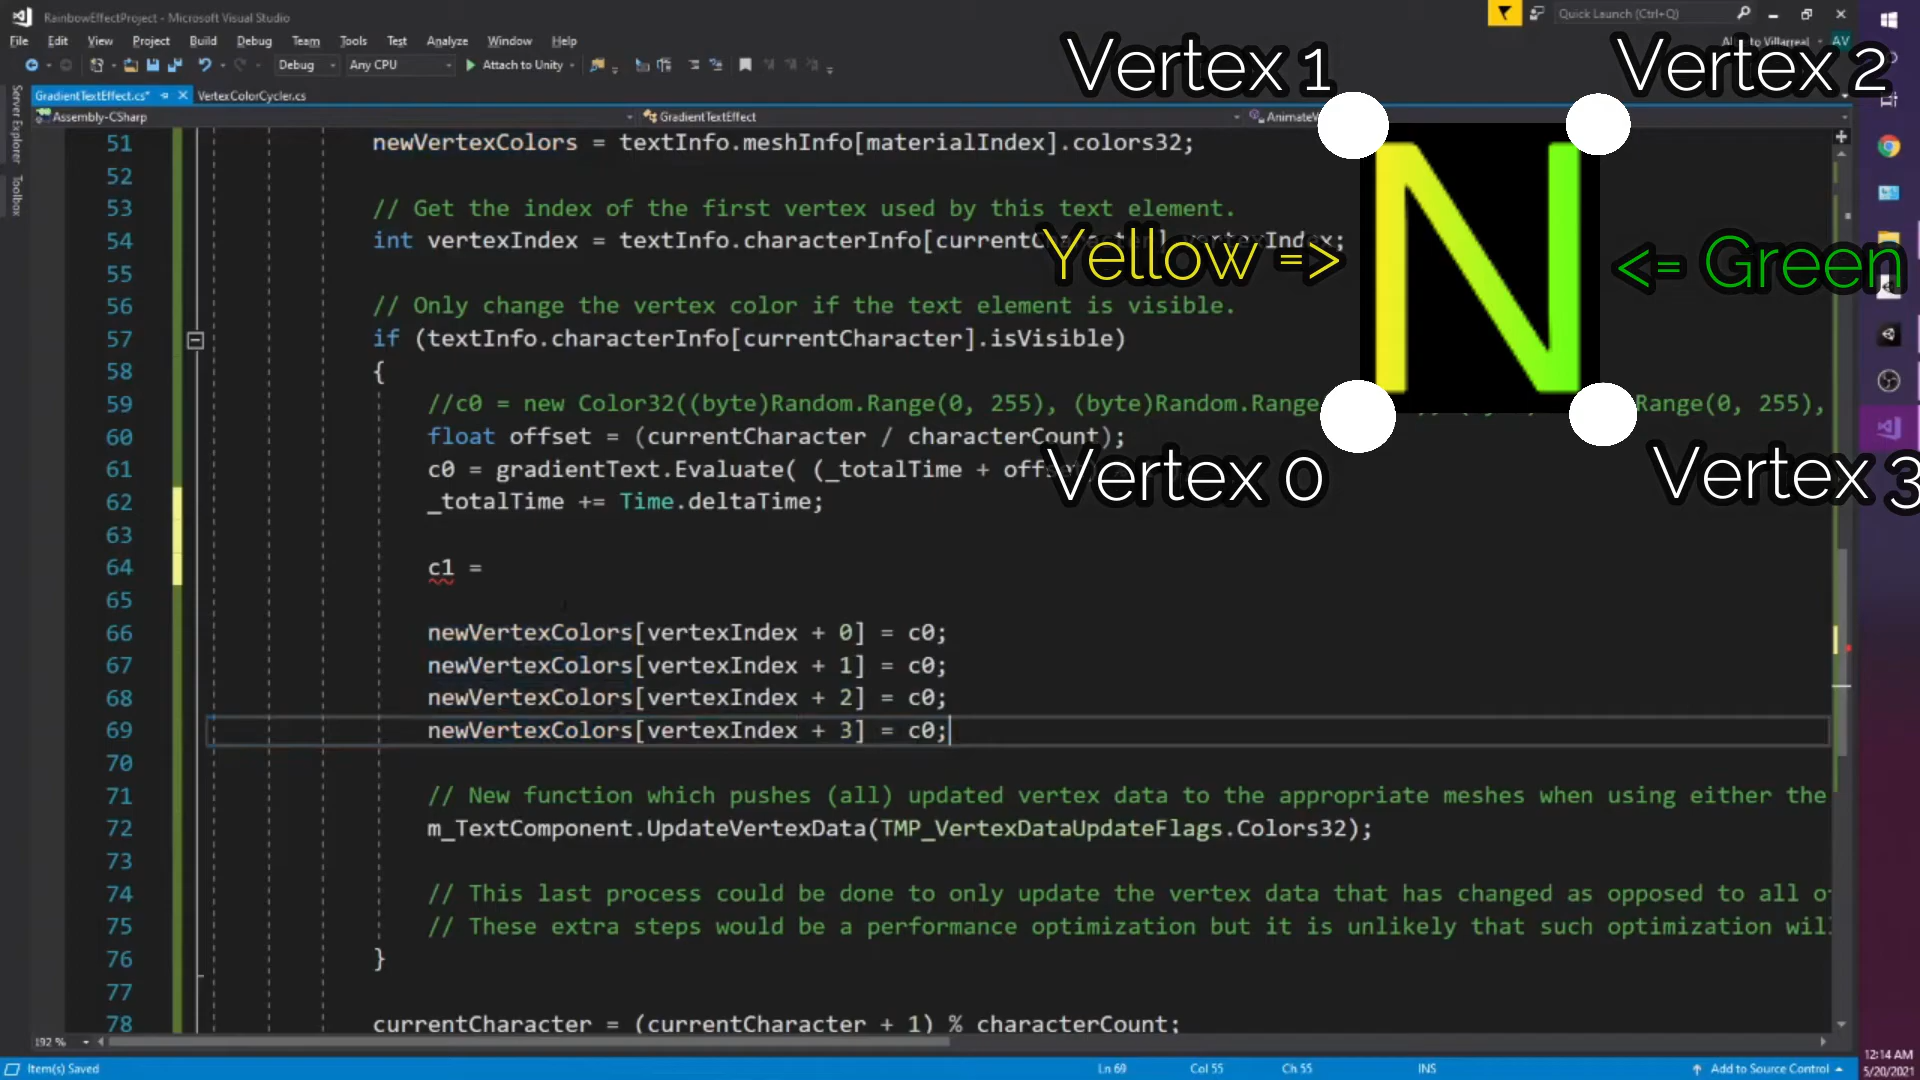 RainbowEffectProject - Microsoft Visual Studio
Quick Launch (Ctrl+Q)
File Edit View Project Build Debug Team Tools Test Analyze Window Help
AV
Debug Any CPU Attach to Unity
GradientTextEffect.cs* VertexColorCycler.cs
Assembly-CSharp GradientTextEffect
Server Explorer
Toolbox
Vertex 1
Vertex 2
Yellow =>
N
<= Green
Vertex 0
Vertex 3
51 newVertexColors = textInfo.meshInfo[materialIndex].colors32;
52
53 // Get the index of the first vertex used by this text element.
54 int vertexIndex = textInfo.characterInfo[
55
56 // Only change the vertex color if the text element is visible.
57 if (textInfo.characterInfo[currentCharacter].isVisible)
58 {
59 //c0 = new Color32((byte)Random.Range(0, 255), (byte)Random.Range Range(0, 255),
60 float offset = (currentCharacter / characterCount);
61 c0 = gradientText.Evaluate( (_totalTime +
62 _totalTime += Time.deltaTime;
63
64 c1 =
65
66 newVertexColors[vertexIndex + 0] = c0;
67 newVertexColors[vertexIndex + 1] = c0;
68 newVertexColors[vertexIndex + 2] = c0;
69 newVertexColors[vertexIndex + 3] = c0;
70
71 // New function which pushes (all) updated vertex data to the appropriate meshes when using either the
72 m_TextComponent.UpdateVertexData(TMP_VertexDataUpdateFlags.Colors32);
73
74 // This last process could be done to only update the vertex data that has changed as opposed to all
75 // These extra steps would be a performance optimization but it is unlikely that such optimization wil
76 }
77
78 currentCharacter = (currentCharacter + 1) % characterCount;
192 %
Item(s) Saved Ln 69 Col 55 Ch 55 INS Add to Source Control
12:14 AM
5/20/2021